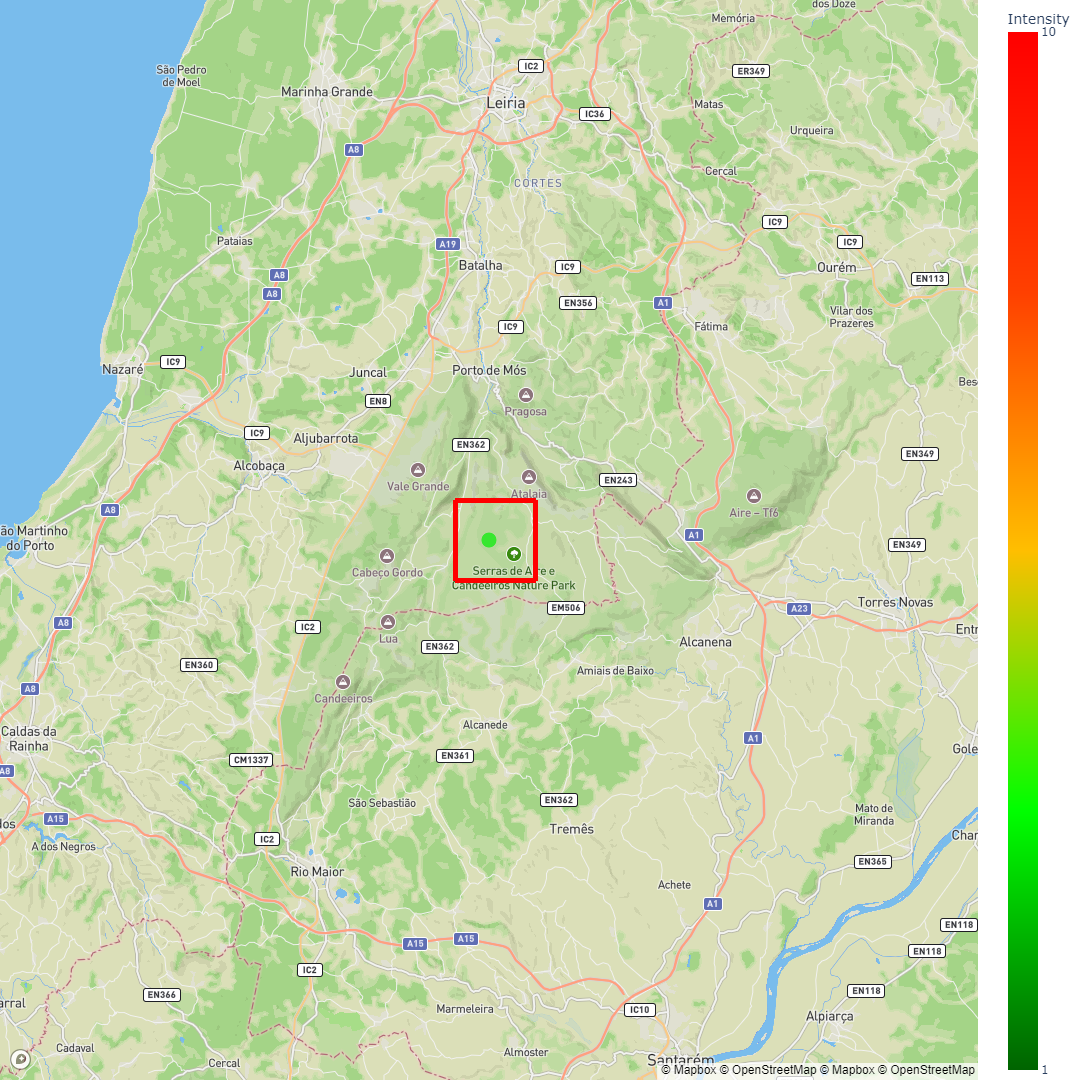 Intensity
10
1
dos Doze
Memória
IC2
São Pedro
de Moel
ER349
Marinha Grande
Leiria
Matas
IC36
Urqueira
A8
Cercal
CORTES
IC9
Pataias
A19
IC9
Batalha
IC9
Ourém
A8
EN113
A8
EN356
A1
Vilar dos
Prazeres
IC9
Fátima
IC9
Nazaré
Porto de Mós
Juncal
Bes
Pragosa
EN8
IC9
Aljubarrota
EN362
EN349
Alcobaça
Vale Grande
EN243
Atalaia
Aire – Tf6
A8
ão Martinho
do Porto
A1
EN349
Cabeço Gordo
Serras de Aire e
Candeeiros Nature Park
EM506
A23
Torres Novas
A8
IC2
Entr
Lua
EN362
Alcanena
EN360
Amiais de Baixo
A8
Candeeiros
Caldas da
Rainha
Alcanede
A1
Gole
EN361
CM1337
A8
São Sebastião
EN362
Mato de
Miranda
A15
dos
Tremês
Char
IC2
A dos Negros
EN365
Rio Maior
Achete
A1
EN118
A15
A15
EN118
IC2
EN366
EN118
arral
Marmeleira
IC10
Alpiarça
Cadaval
Almoster
Cercal
Santarém
© Mapbox © OpenStreetMap © Mapbox © OpenStreetMap